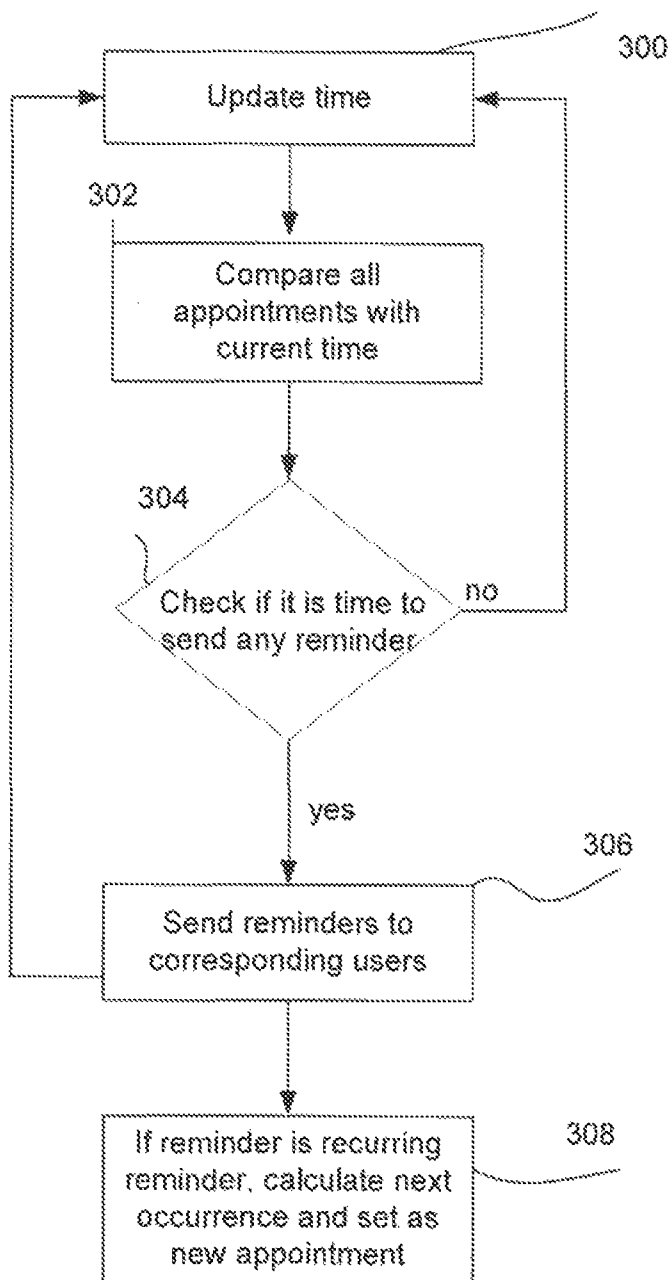 300
Update time
302
Compare all
appointments with
current time
304
Check if it is time to
send any reminder
no
yes
306
Send reminders to
corresponding users
308
If reminder is recurring
reminder, calculate next
occurrence and set as
new appointment